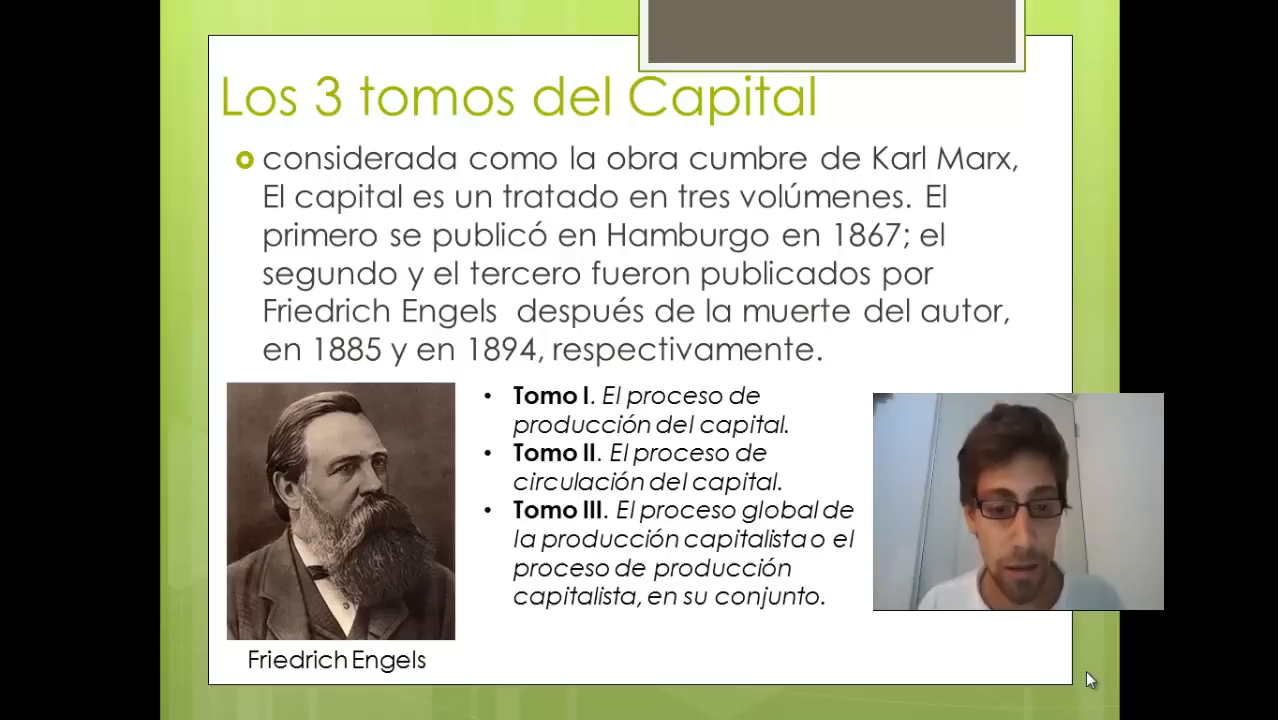 Los 3 tomos del Capital
considerada como la obra cumbre de Karl Marx,
El capital es un tratado en tres volúmenes. El
primero se publicó en Hamburgo en 1867; el
segundo y el tercero fueron publicados por
Friedrich Engels después de la muerte del autor,
en 1885 y en 1894, respectivamente.
• Tomo I. El proceso de
producción del capital.
• Tomo II. El proceso de
circulación del capital.
• Tomo III. El proceso global de
la producción capitalista o el
proceso de producción
capitalista, en su conjunto.
Friedrich Engels